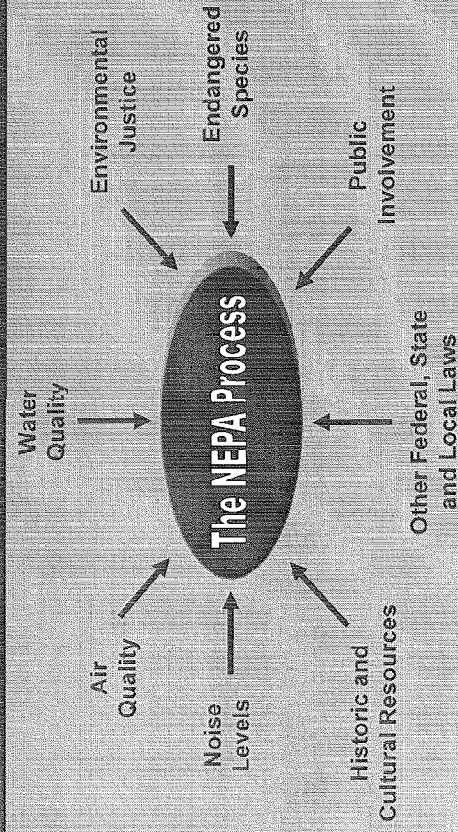 Water
Quality
Air
Quality
Environmental
Justice
Noise
Levels
The NEPA Process
Endangered
Species
Historic and
Cultural Resources
Public
Involvement
Other Federal, State
and Local Laws